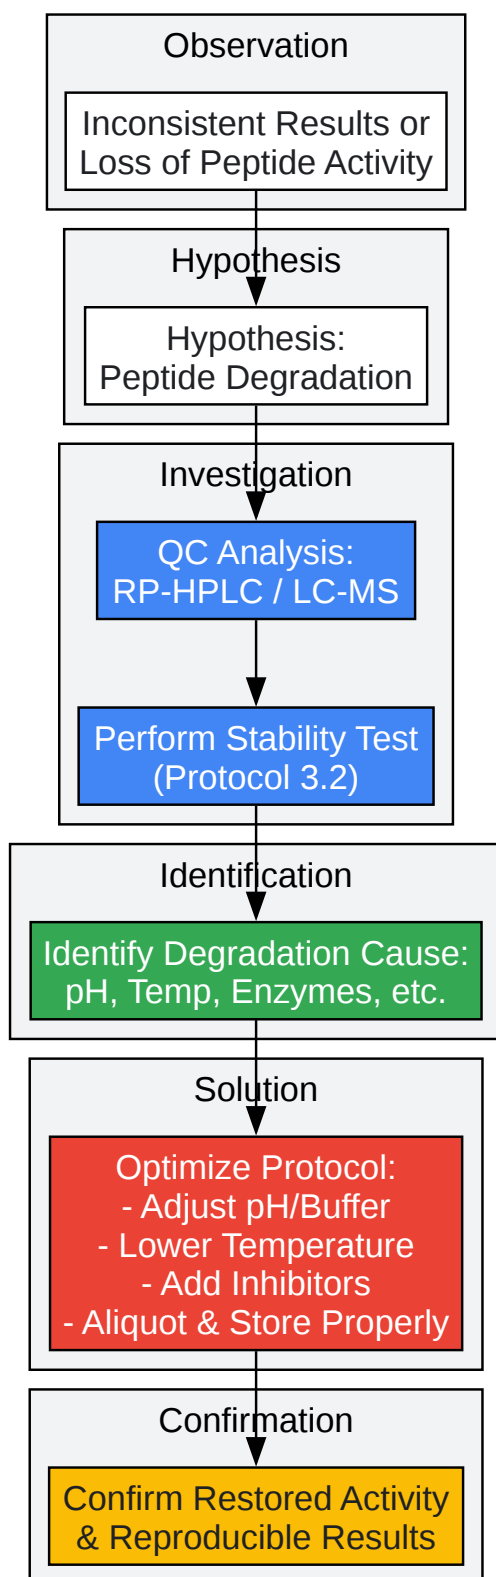 Observation
Inconsistent Results or
Loss of Peptide Activity
Hypothesis
Hypothesis:
Peptide Degradation
Investigation
QC Analysis:
RP-HPLC / LC-MS
Perform Stability Test
(Protocol 3.2)
Identification
Identify Degradation Cause:
pH, Temp, Enzymes, etc.
Solution
Optimize Protocol:
- Adjust pH/Buffer
- Lower Temperature
- Add Inhibitors
- Aliquot & Store Properly
Confirmation
Confirm Restored Activity
& Reproducible Results